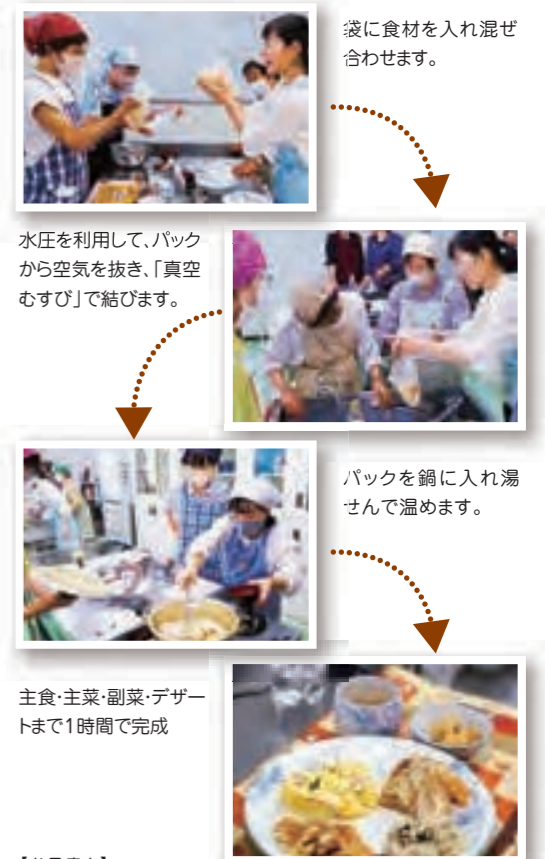 袋に食材を入れ混ぜ
合わせます。
水圧を利用して、パック
から空気を抜き、「真空
むすび」で結びます。
パックを鍋に入れ湯
せんで温めます。
主食・主菜・副菜・デザー
トまで1時間で完成